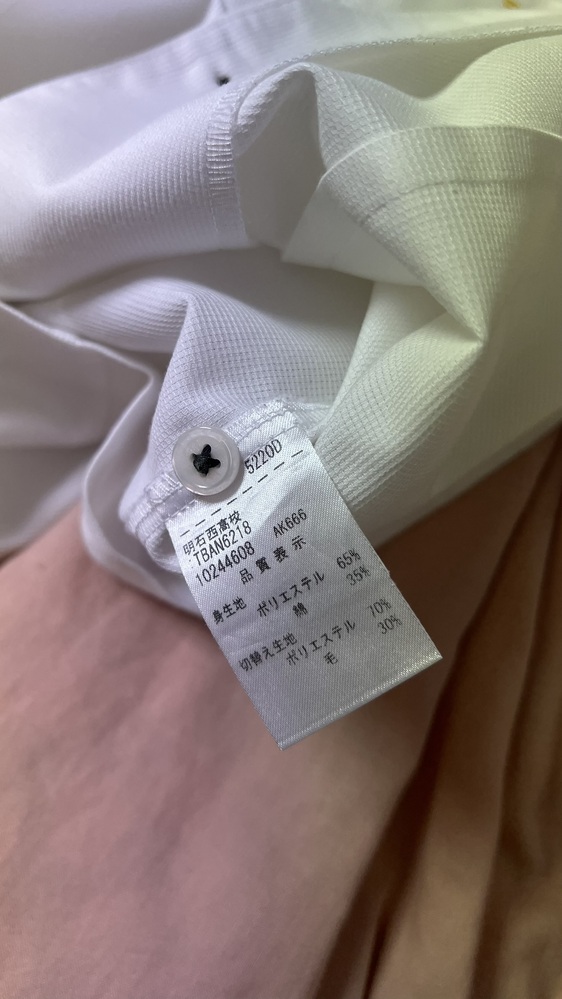 5220D
明石西高校
TBAN6218
10244608 AK666
品質表示
身生地 ポリエステル 65%
綿 35%
切替え生地 ポリエステル 70%
毛 30%